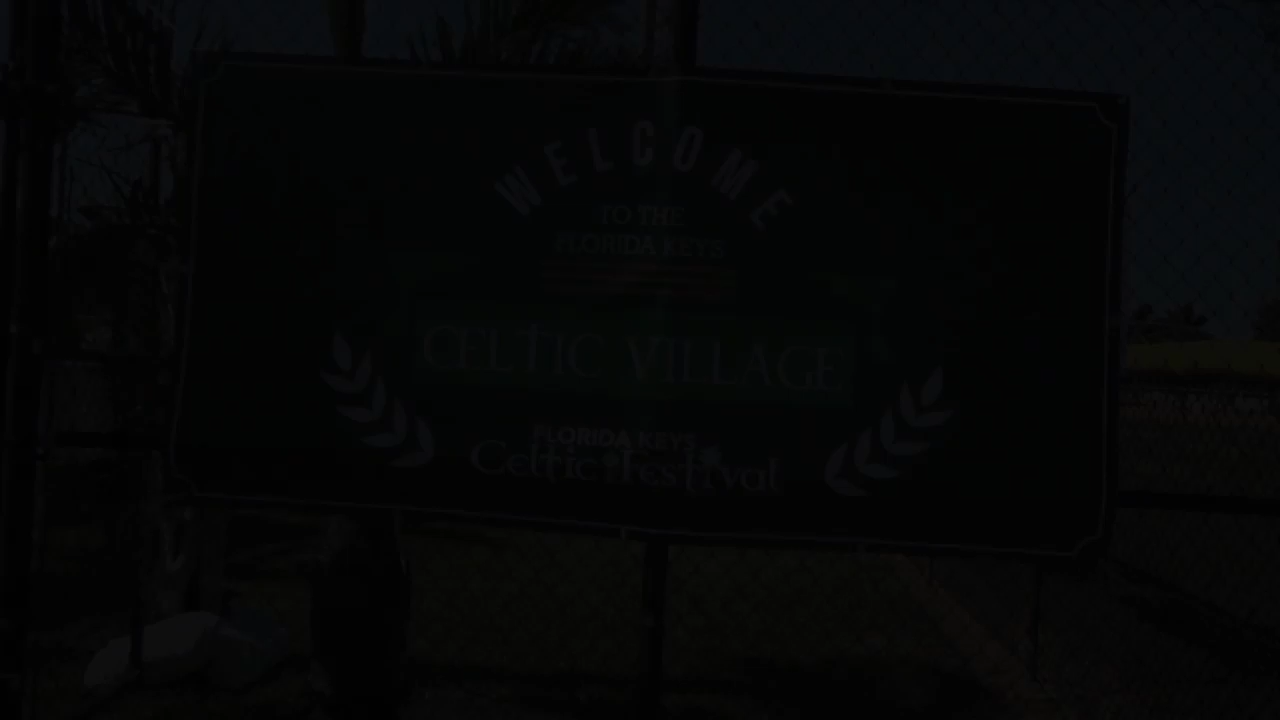 WELCOME
TO THE
FLORIDA KEYS
CELTIC VILLAGE
FLORIDA KEYS
Celtic Festival